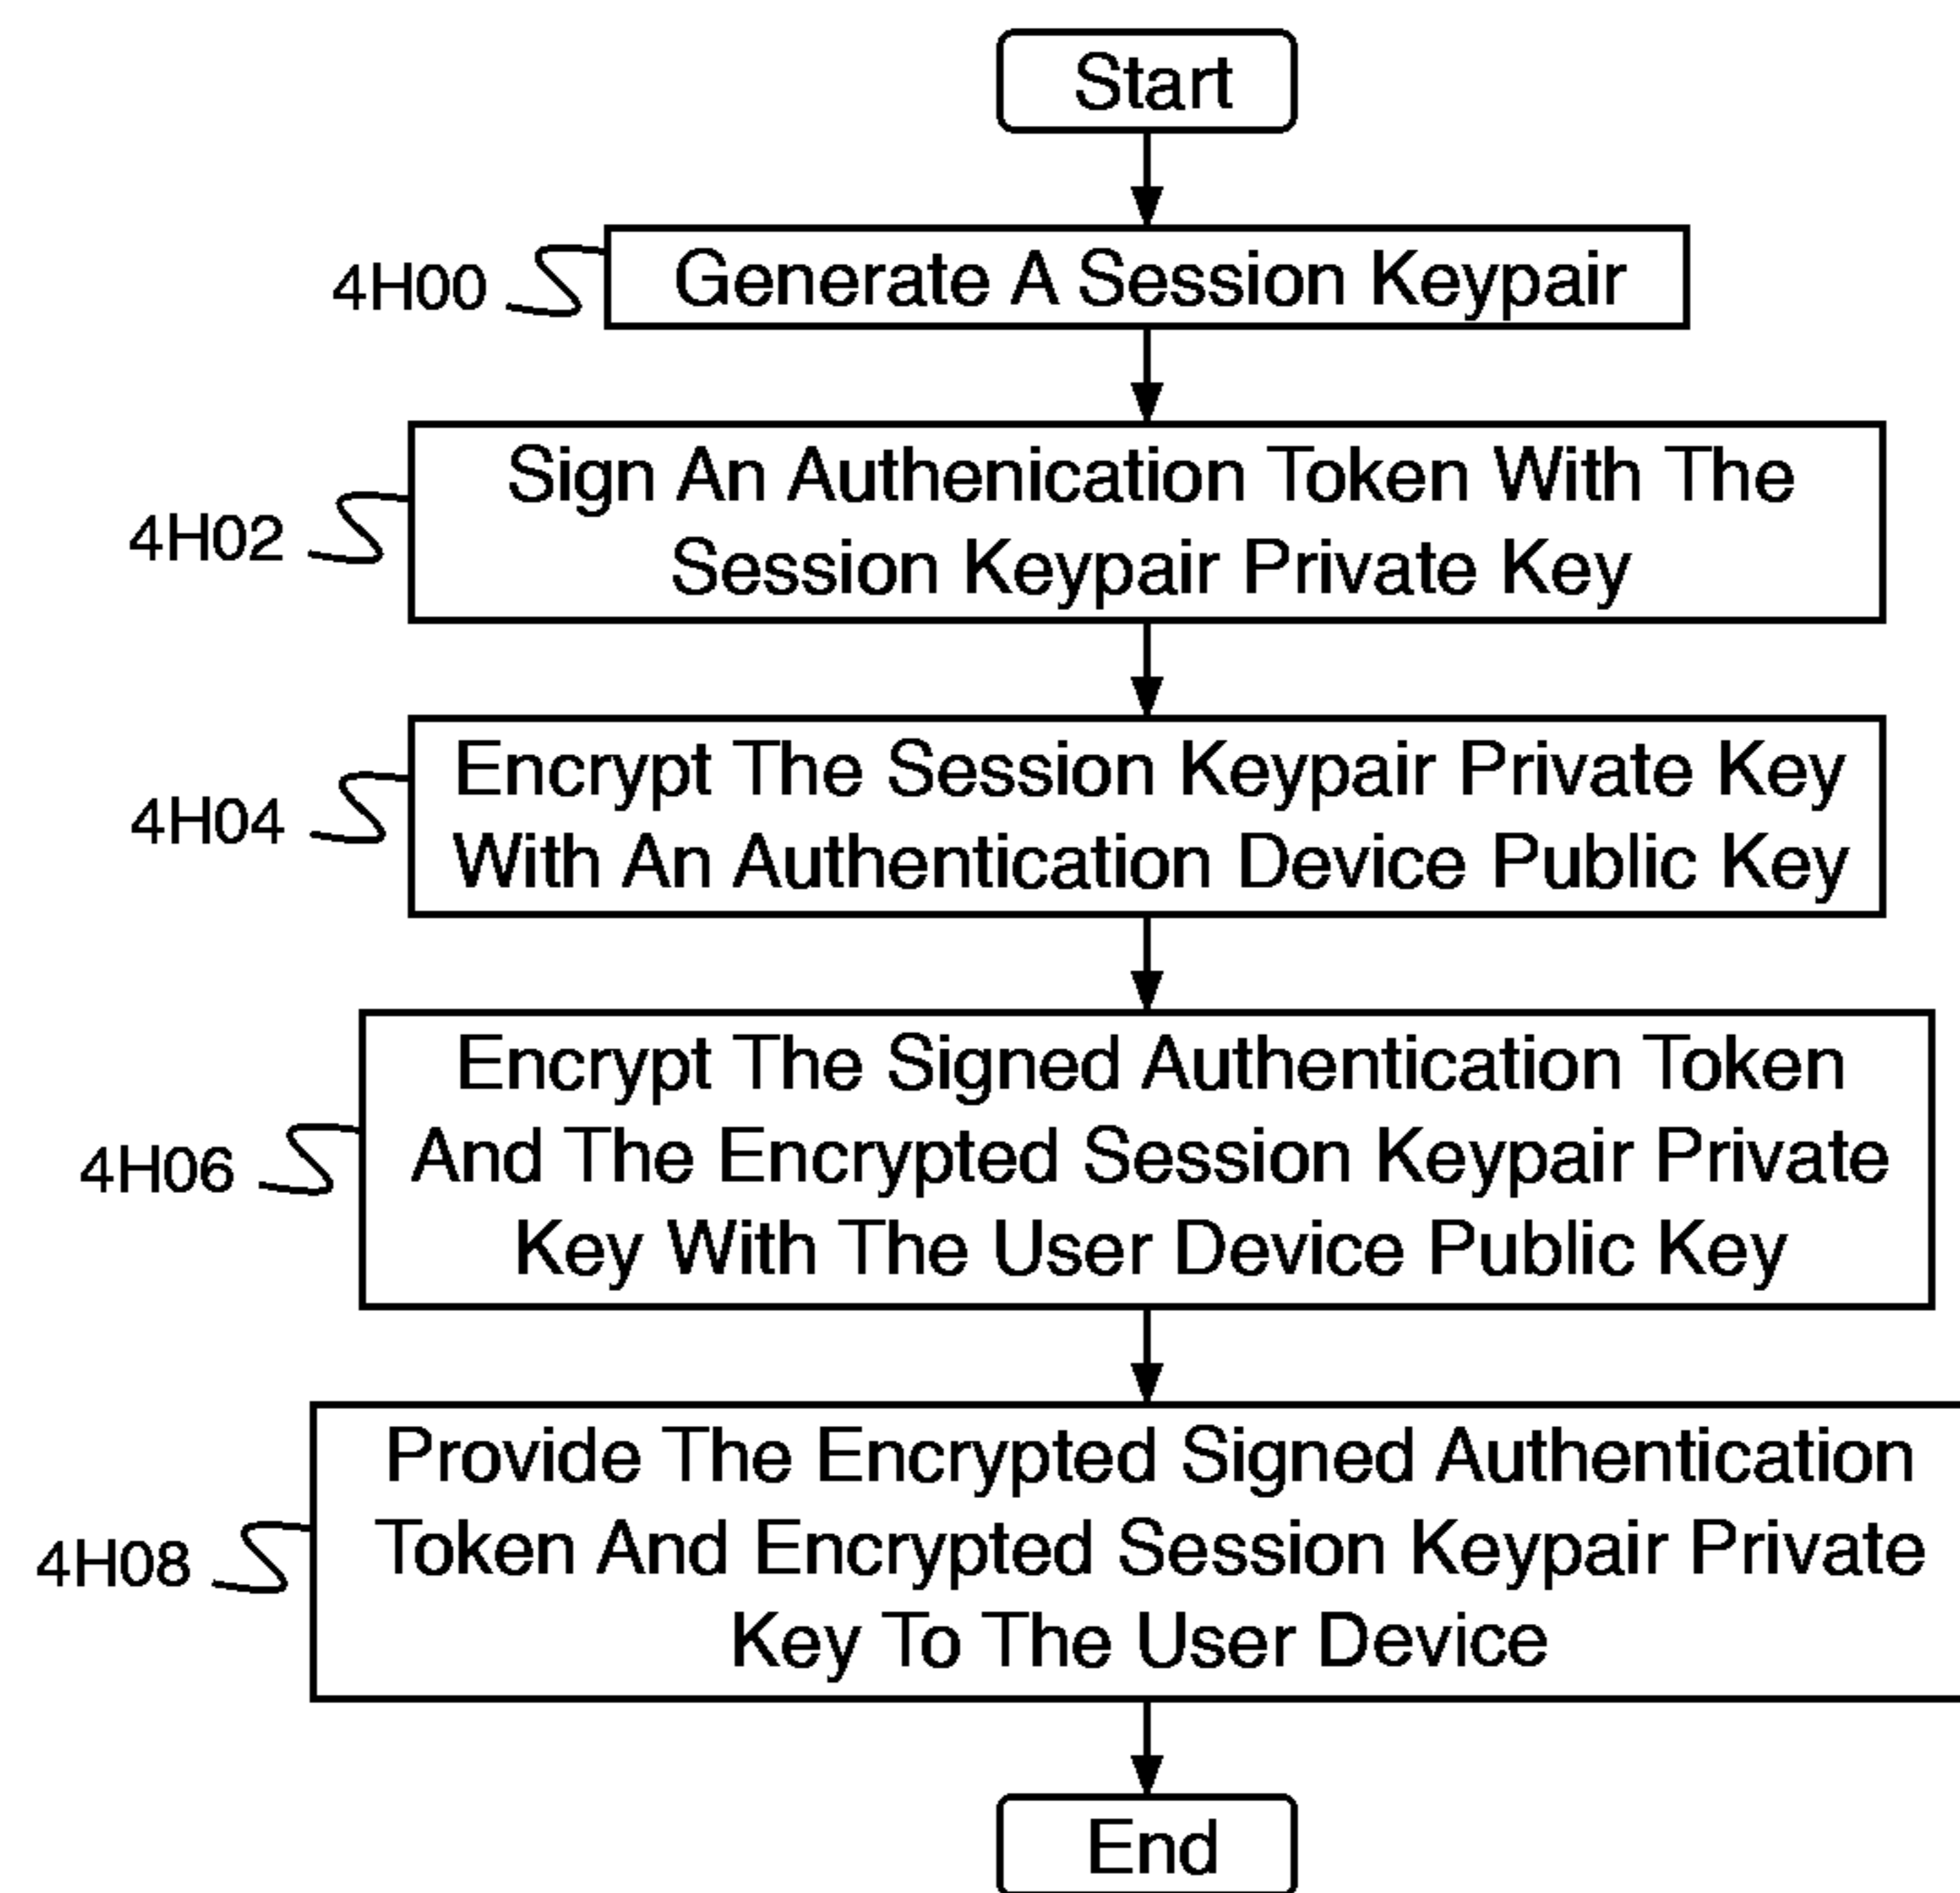 Start
4H00
Generate A Session Keypair
4H02
Sign An Authenication Token With The
Session Keypair Private Key
4H04
Encrypt The Session Keypair Private Key
With An Authentication Device Public Key
4H06
Encrypt The Signed Authentication Token
And The Encrypted Session Keypair Private
Key With The User Device Public Key
4H08
Provide The Encrypted Signed Authentication
Token And Encrypted Session Keypair Private
Key To The User Device
End